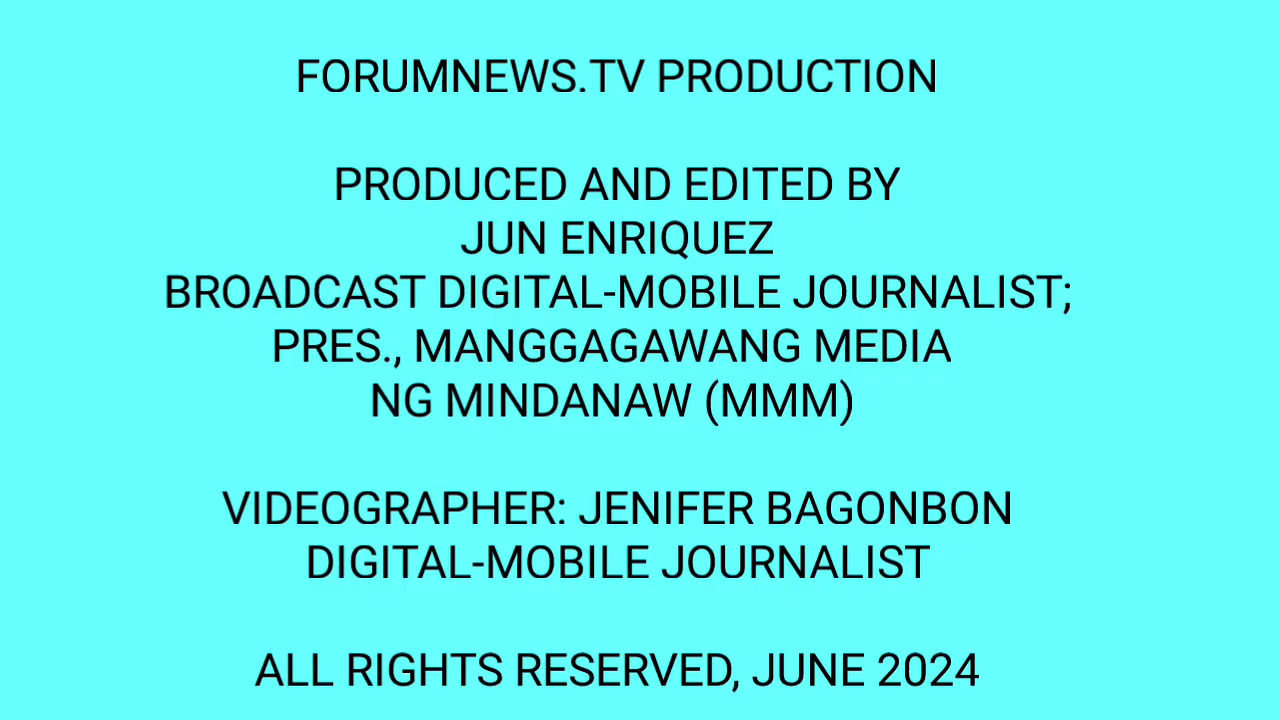 FORUMNEWS.TV PRODUCTION
PRODUCED AND EDITED BY
JUN ENRIQUEZ
BROADCAST DIGITAL-MOBILE JOURNALIST;
PRES., MANGGAGAWANG MEDIA
NG MINDANAW (MMM)
VIDEOGRAPHER: JENIFER BAGONBON
DIGITAL-MOBILE JOURNALIST
ALL RIGHTS RESERVED, JUNE 2024